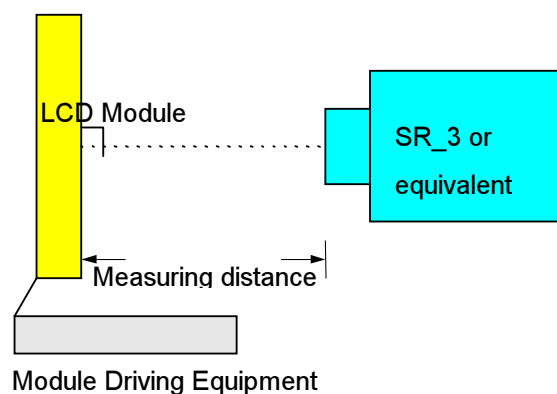 LCD Module
SR_3 or
equivalent
Measuring distance
Module Driving Equipment